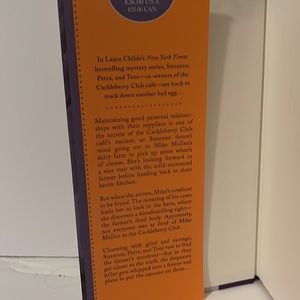 $26.00 USA
$35.00 CAN
In Laura Childs's New York Times
bestselling mystery series, Suzanne,
Petra, and Toni—co-owners of the
Cackleberry Club café—are back to
track down another bad egg...
Maintaining good personal relation-
ships with their suppliers is one of
the secrets of the Cackleberry Club
café's success, so Suzanne doesn't
mind going out to Mike Mullen's
dairy farm to pick up some wheels
of cheese. She's looking forward to
a nice visit with the mild-mannered
farmer before heading back to their
hectic kitchen.
But when she arrives, Mike's nowhere
to be found. The moaning of his cows
leads her to look in the barn, where
she discovers a bloodcurdling sight—
the farmer's dead body. Apparently,
not everyone was as fond of Mike
Mullen as the Cackleberry Club.
Churning with grief and outrage,
Suzanne, Petra, and Toni vow to find
the farmer's murderer—but as they
get closer to the truth, the desperate
killer gets whipped into a frenzy and
plans to put the squeeze on them...